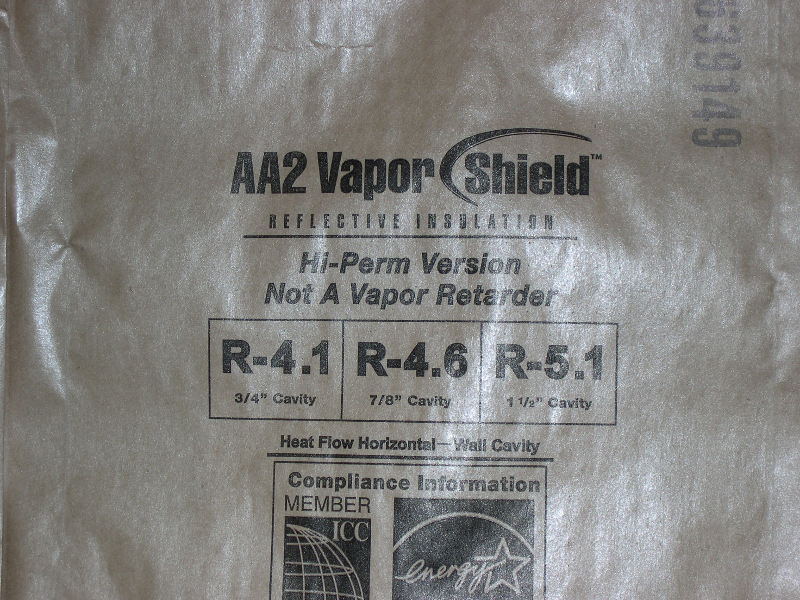 639149
AA2 Vapor Shield™
REFLECTIVE INSULATION
Hi-Perm Version
Not A Vapor Retarder
R-4.1 R-4.6 R-5.1
3/4" Cavity 7/8" Cavity 1 1/2" Cavity
Heat Flow Horizontal—Wall Cavity
Compliance Information
MEMBER
ICC
energy